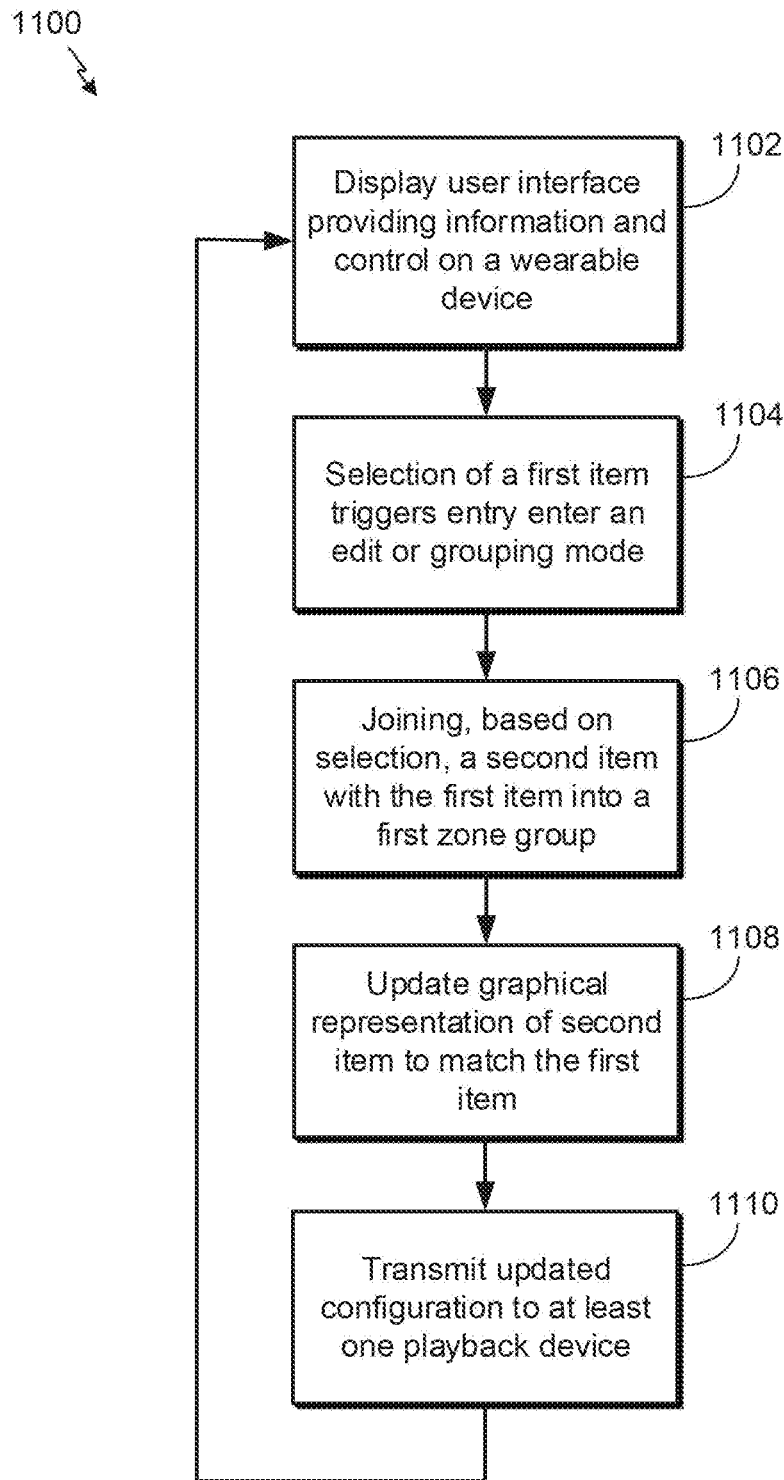 1100
1102
Display user interface
providing information and
control on a wearable
device
1104
Selection of a first item
triggers entry enter an
edit or grouping mode
1106
Joining, based on
selection, a second item
with the first item into a
first zone group
1108
Update graphical
representation of second
item to match the first
item
1110
Transmit updated
configuration to at least
one playback device